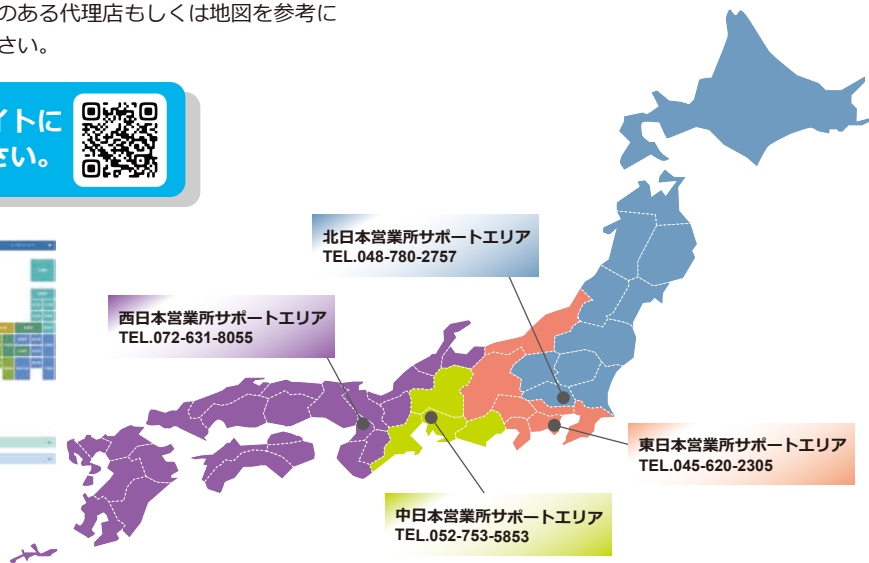 のある代理店もしくは地図を参考に
さい。
イトに
さい。
北日本営業所サポートエリア
TEL.048-780-2757
西日本営業所サポートエリア
TEL.072-631-8055
東日本営業所サポートエリア
TEL.045-620-2305
中日本営業所サポートエリア
TEL.052-753-5853